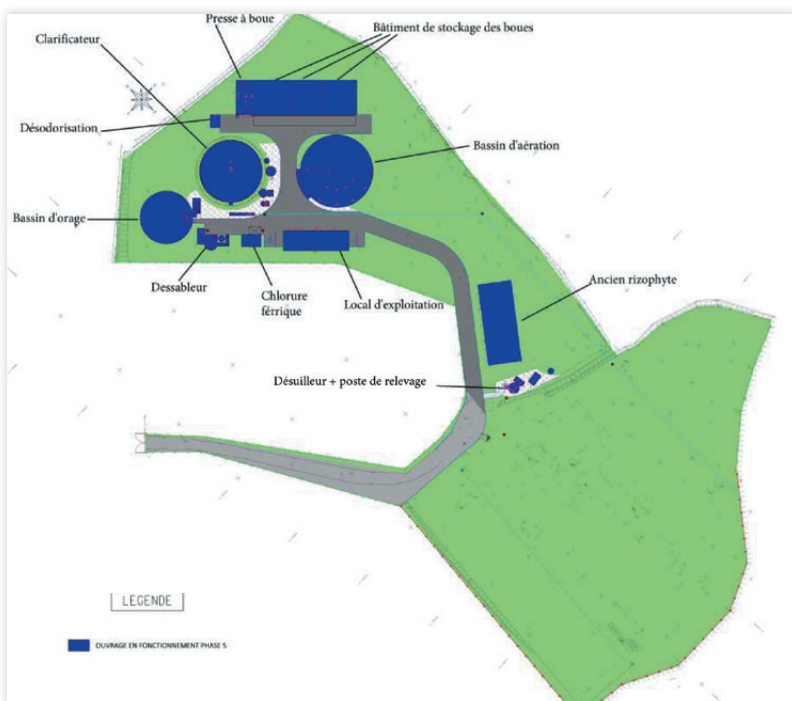 Presse à boue
Bâtiment de stockage des boues
Clarificateur
Désodorisation
Bassin d'aération
Bassin d'orage
Ancien rizophyte
Dessableur
Chlorure
férrique
Local d'exploitation
Désuilleur + poste de relevage
LEGENDE
OUVRAGE EN FONCTIONNEMENT PHASE 5